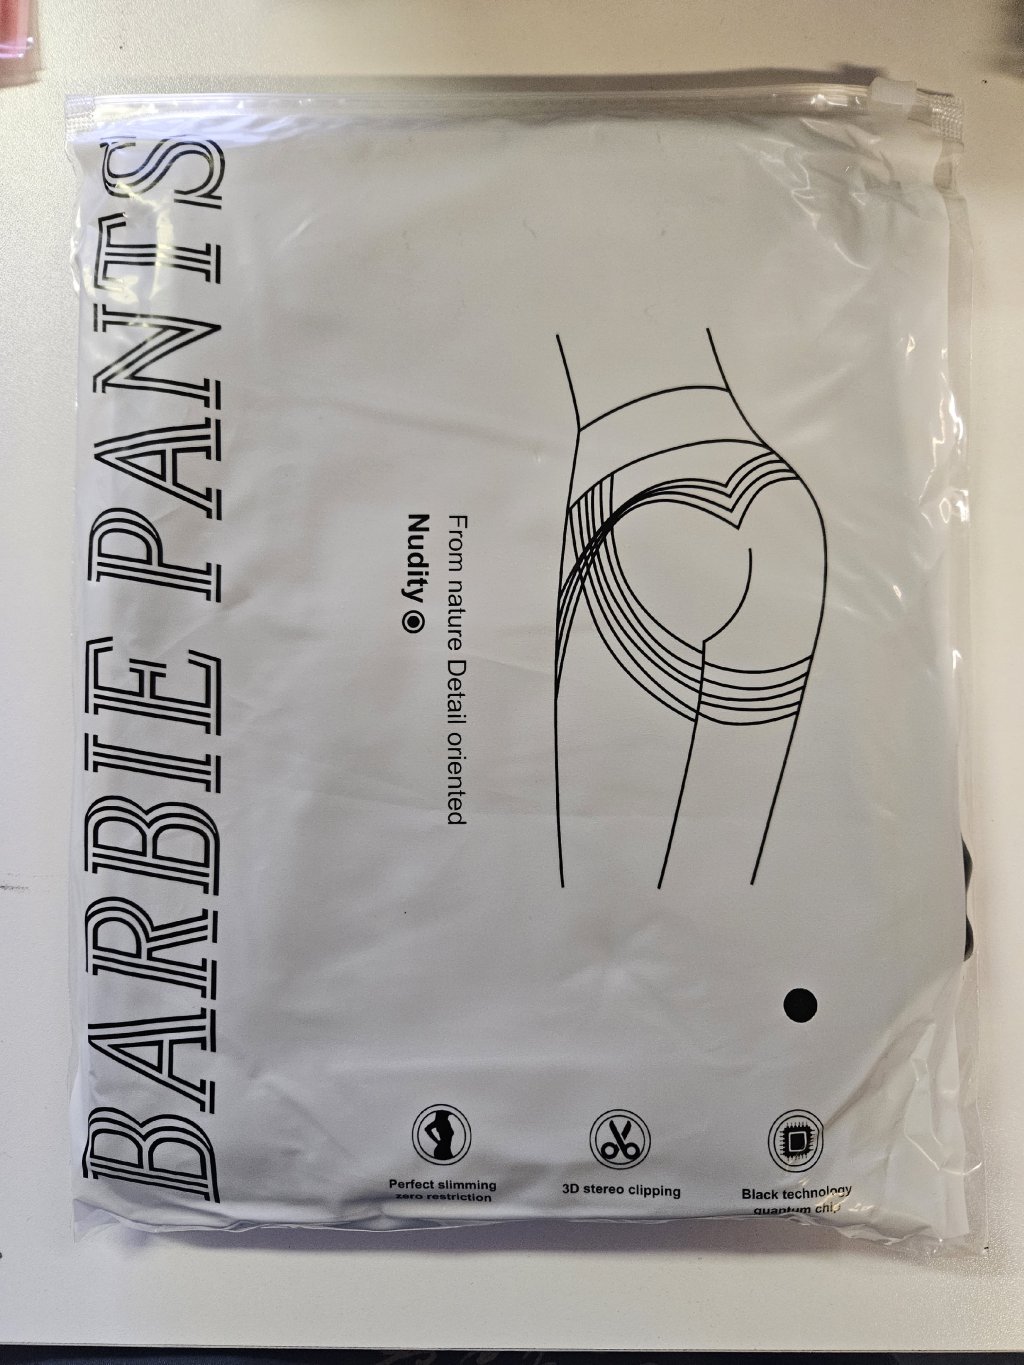 BARBIE PANTS
From nature Detail oriented
Nudity
Perfect slimming
zero restriction
3D stereo clipping
Black technology
quantum chip